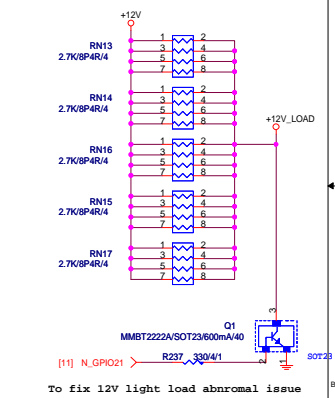 +12V
RN13
2.7K/8P4R/4
1 2
3 4
5 6
7 8
RN14
2.7K/8P4R/4
1 2
3 4
5 6
7 8
+12V_LOAD
RN16
2.7K/8P4R/4
1 2
3 4
5 6
7 8
RN15
2.7K/8P4R/4
1 2
3 4
5 6
7 8
RN17
2.7K/8P4R/4
1 2
3 4
5 6
7 8
3
Q1
MMBT2222A/SOT23/600mA/40
SOT23
[11] N_GPIO21
R237 330/4/1
2
1
To fix 12V light load abnromal issue
B